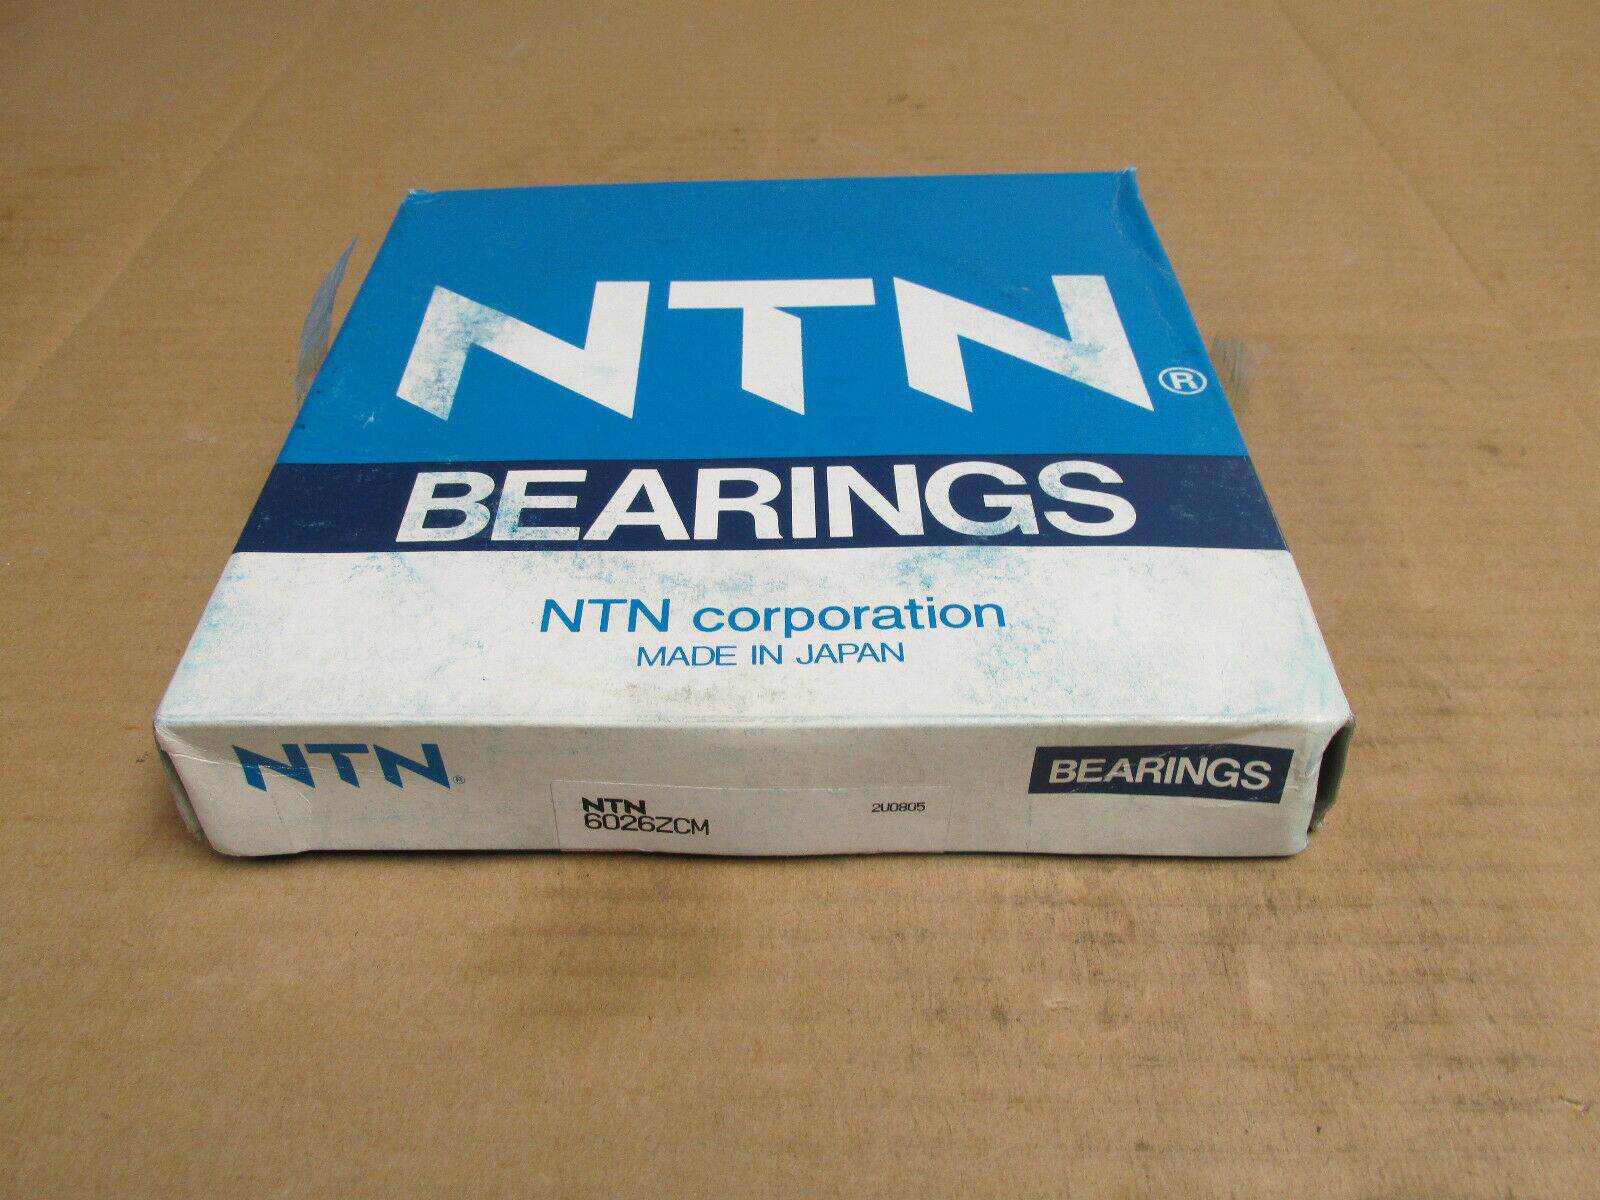 NTN®
BEARINGS
NTN corporation
MADE IN JAPAN
NTN® BEARINGS
NTN 2U0805
6026ZCM